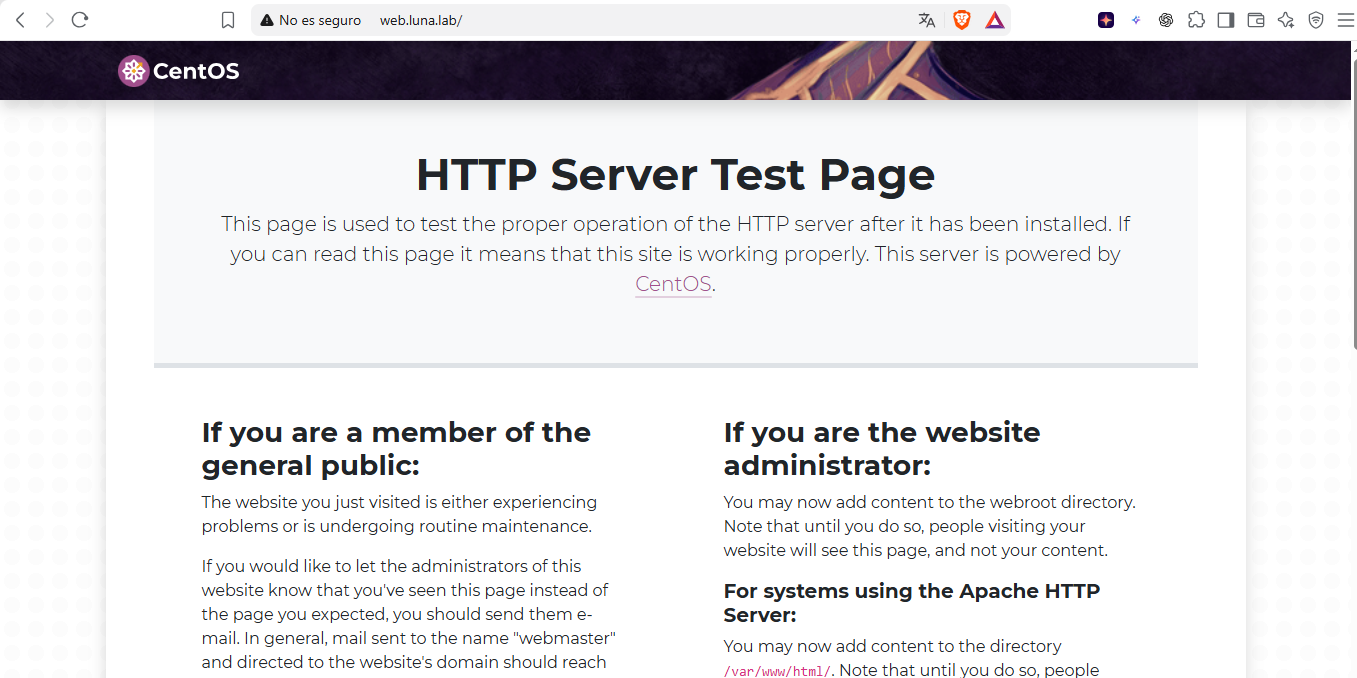 No es seguro web.luna.lab/
CentOS
HTTP Server Test Page
This page is used to test the proper operation of the HTTP server after it has been installed. If
you can read this page it means that this site is working properly. This server is powered by
CentOS.
If you are a member of the
general public:
The website you just visited is either experiencing
problems or is undergoing routine maintenance.
If you would like to let the administrators of this
website know that you've seen this page instead of
the page you expected, you should send them e-
mail. In general, mail sent to the name "webmaster"
and directed to the website's domain should reach
If you are the website
administrator:
You may now add content to the webroot directory.
Note that until you do so, people visiting your
website will see this page, and not your content.
For systems using the Apache HTTP
Server:
You may now add content to the directory
/var/www/html/. Note that until you do so, people